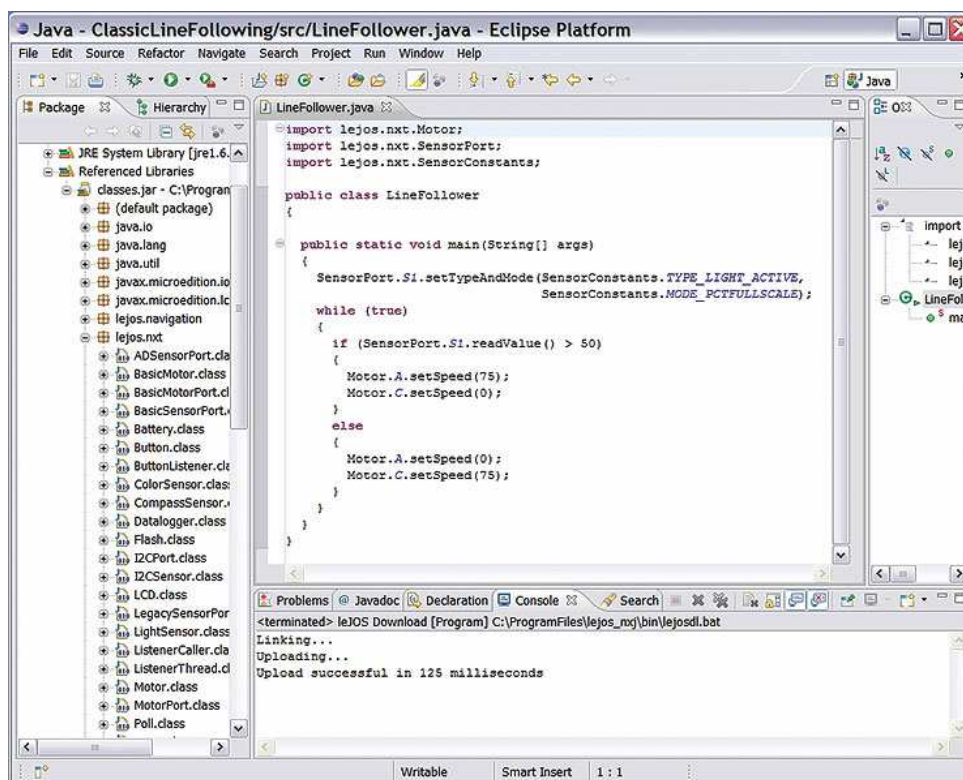 Java - ClassicLineFollowing/src/LineFollower.java - Eclipse Platform
File Edit Source Refactor Navigate Search Project Run Window Help
Java
Package Hierarchy
JRE System Library [jre1.6.
Referenced Libraries
classes.jar - C:\Program
(default package)
java.io
java.lang
java.util
javax.microedition.io
javax.microedition.lc
lejos.navigation
lejos.nxt
ADSensorPort.cla
BasicMotor.class
BasicMotorPort.cl
BasicSensorPort.
Battery.class
Button.class
ButtonListener.cla
ColorSensor.clas
CompassSensor.
Datalogger.class
Flash.class
I2CPort.class
I2CSensor.class
LCD.class
LegacySensorPor
LightSensor.class
ListenerCaller.cla
ListenerThread.cl
Motor.class
MotorPort.class
Poll.class
LineFollower.java
import lejos.nxt.Motor;
import lejos.nxt.SensorPort;
import lejos.nxt.SensorConstants;
public class LineFollower
{
public static void main(String[] args)
{
SensorPort.S1.setTypeAndMode(SensorConstants.TYPE_LIGHT_ACTIVE,
SensorConstants.MODE_PCTFULLSCALE);
while (true)
{
if (SensorPort.S1.readValue() > 50)
{
Motor.A.setSpeed(75);
Motor.C.setSpeed(0);
}
else
{
Motor.A.setSpeed(0);
Motor.C.setSpeed(75);
}
}
}
}
O
import
lej
lej
lej
LineFol
ma
Problems @ Javadoc Declaration Console Search
<terminated> leJOS Download [Program] C:\ProgramFiles\lejos_nxj\bin\lejosdl.bat
Linking...
Uploading...
Upload successful in 125 milliseconds
Writable Smart Insert 1 : 1